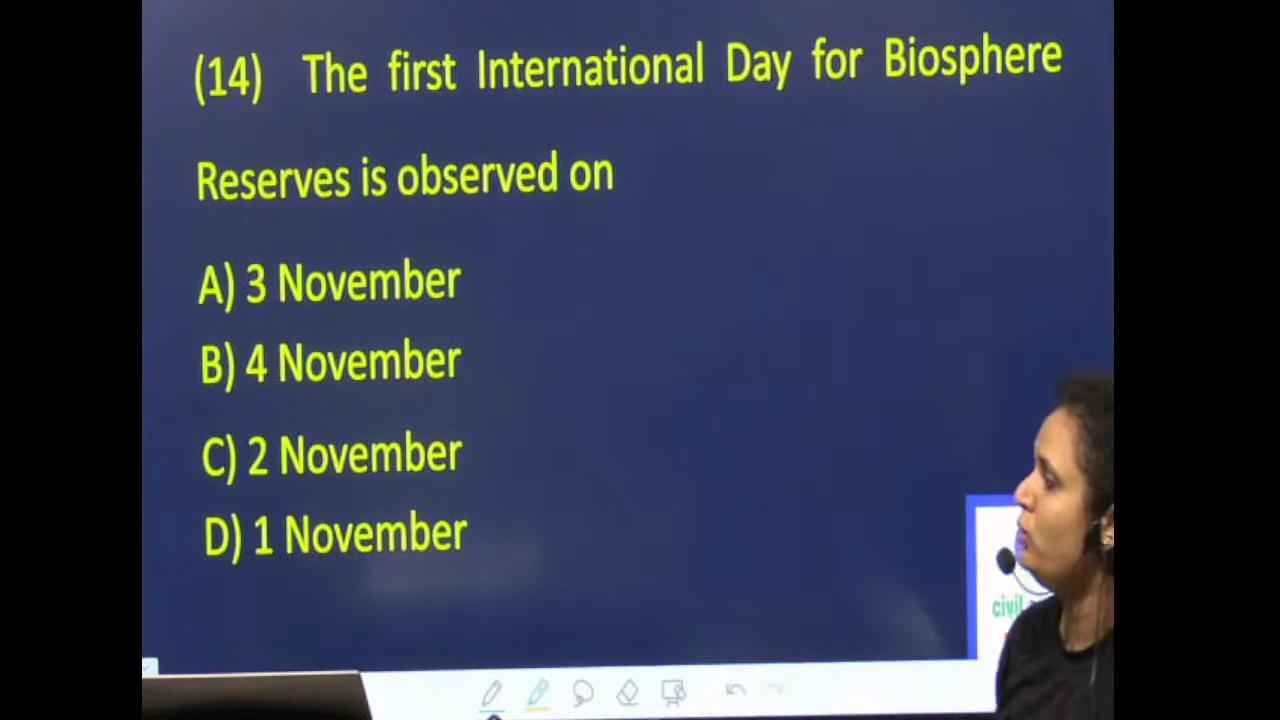 (14) The first International Day for Biosphere
Reserves is observed on
A) 3 November
B) 4 November
C) 2 November
D) 1 November
civil